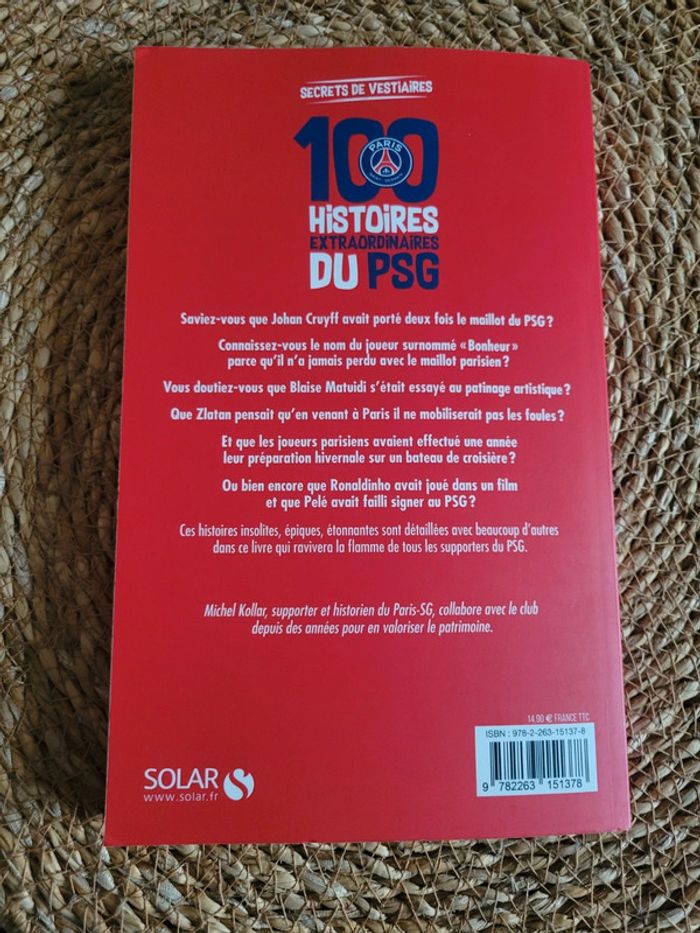 SECRETS DE VESTIAIRES
100
PARIS
HISTOIRES
EXTRAORDINAIRES
DU PSG
Saviez-vous que Johan Cruyff avait porté deux fois le maillot du PSG ?
Connaissez-vous le nom du joueur surnommé « Bonheur »
parce qu'il n'a jamais perdu avec le maillot parisien ?
Vous doutiez-vous que Blaise Matuidi s'était essayé au patinage artistique ?
Que Zlatan pensait qu'en venant à Paris il ne mobiliserait pas les foules ?
Et que les joueurs parisiens avaient effectué une année
leur préparation hivernale sur un bateau de croisière ?
Ou bien encore que Ronaldinho avait joué dans un film
et que Pelé avait failli signer au PSG ?
Ces histoires insolites, épiques, étonnantes sont détaillées avec beaucoup d'autres
dans ce livre qui ravivera la flamme de tous les supporters du PSG.
Michel Kollar, supporter et historien du Paris-SG, collabore avec le club
depuis des années pour en valoriser le patrimoine.
14,90 € FRANCE TTC
ISBN : 978-2-263-15137-8
9 782263 151378
SOLAR
www.solar.fr